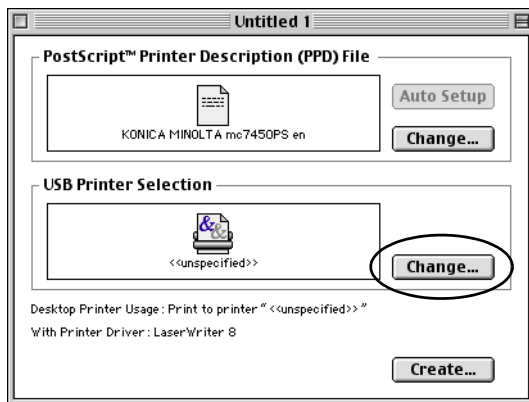 Untitled 1
PostScript™ Printer Description (PPD) File
Auto Setup
KONICA MINOLTA mc7450PS en
Change...
USB Printer Selection
&&
<<unspecified>>
Change...
Desktop Printer Usage : Print to printer “ <<unspecified>> ”
With Printer Driver : LaserWriter 8
Create...